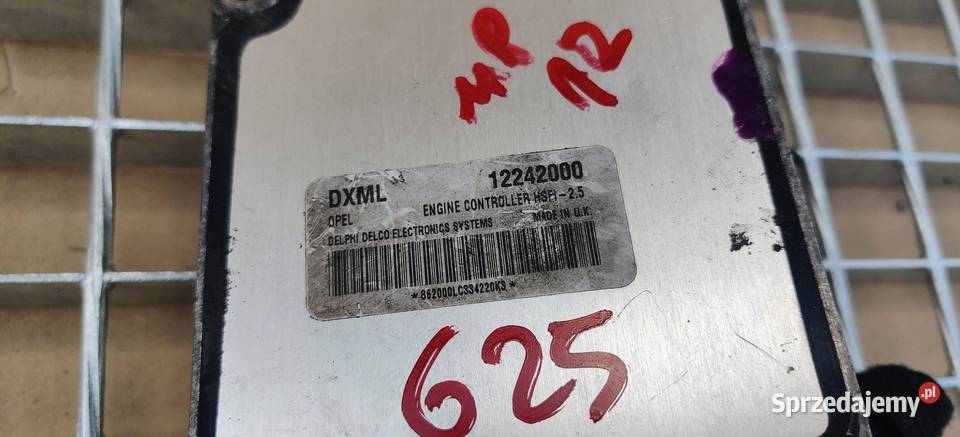 MP
12
DXML 12242000
OPEL ENGINE CONTROLLER HSFI-2.5
DELPHI DELCO ELECTRONICS SYSTEMS MADE IN U.K.
*862000LC334220K3*
625
Sprzedajemy.pl